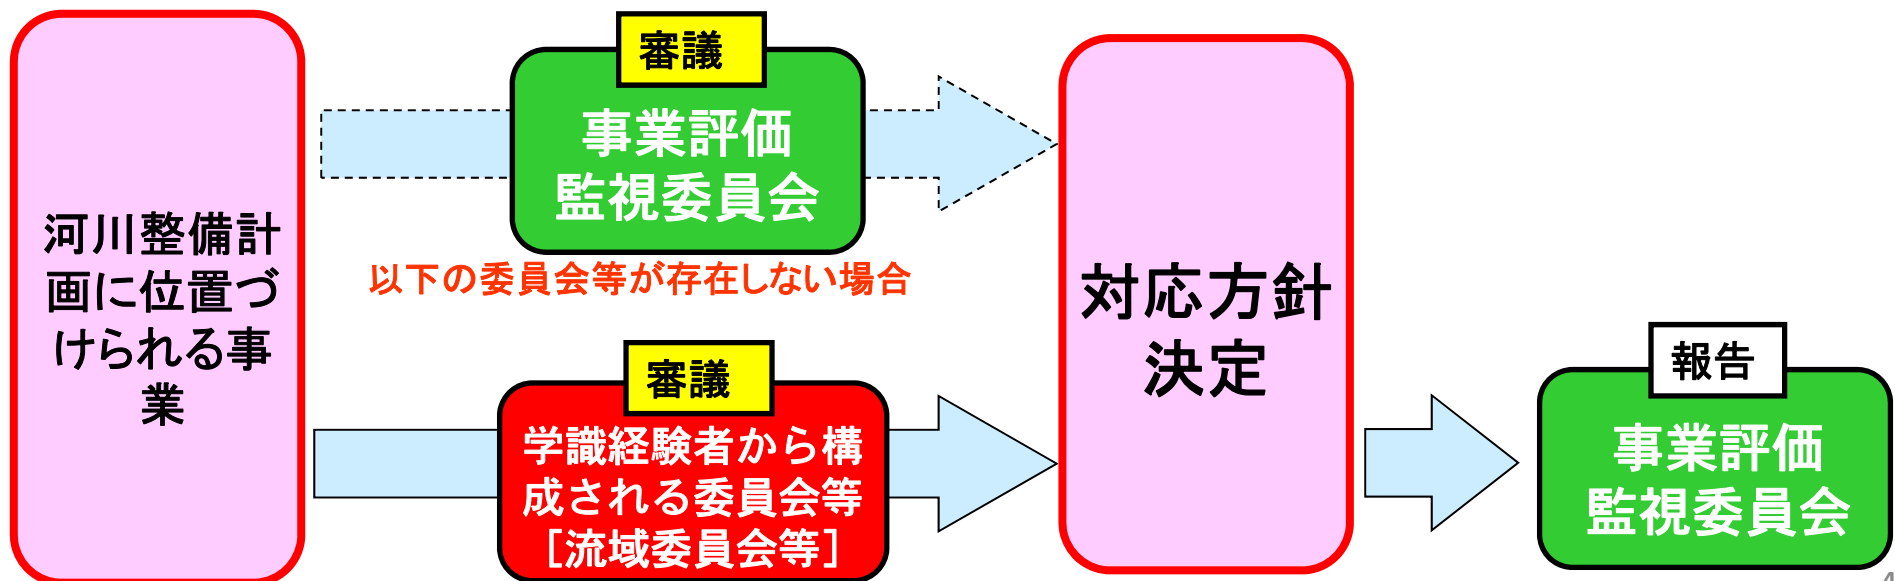 河川整備計
画に位置づ
けられる事
業
審議
事業評価
監視委員会
以下の委員会等が存在しない場合
審議
学識経験者から構
成される委員会等
［流域委員会等］
対応方針
決定
報告
事業評価
監視委員会